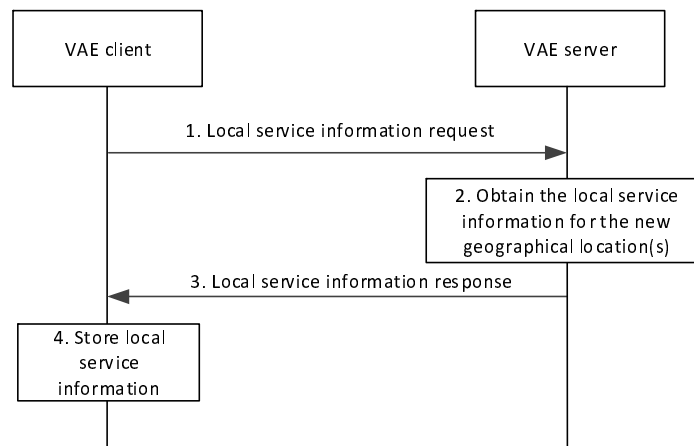 VAE client
VAE server
1. Local service information request
2. Obtain the local service
information for the new
geographical location(s)
3. Local service information response
4. Store local
service
information